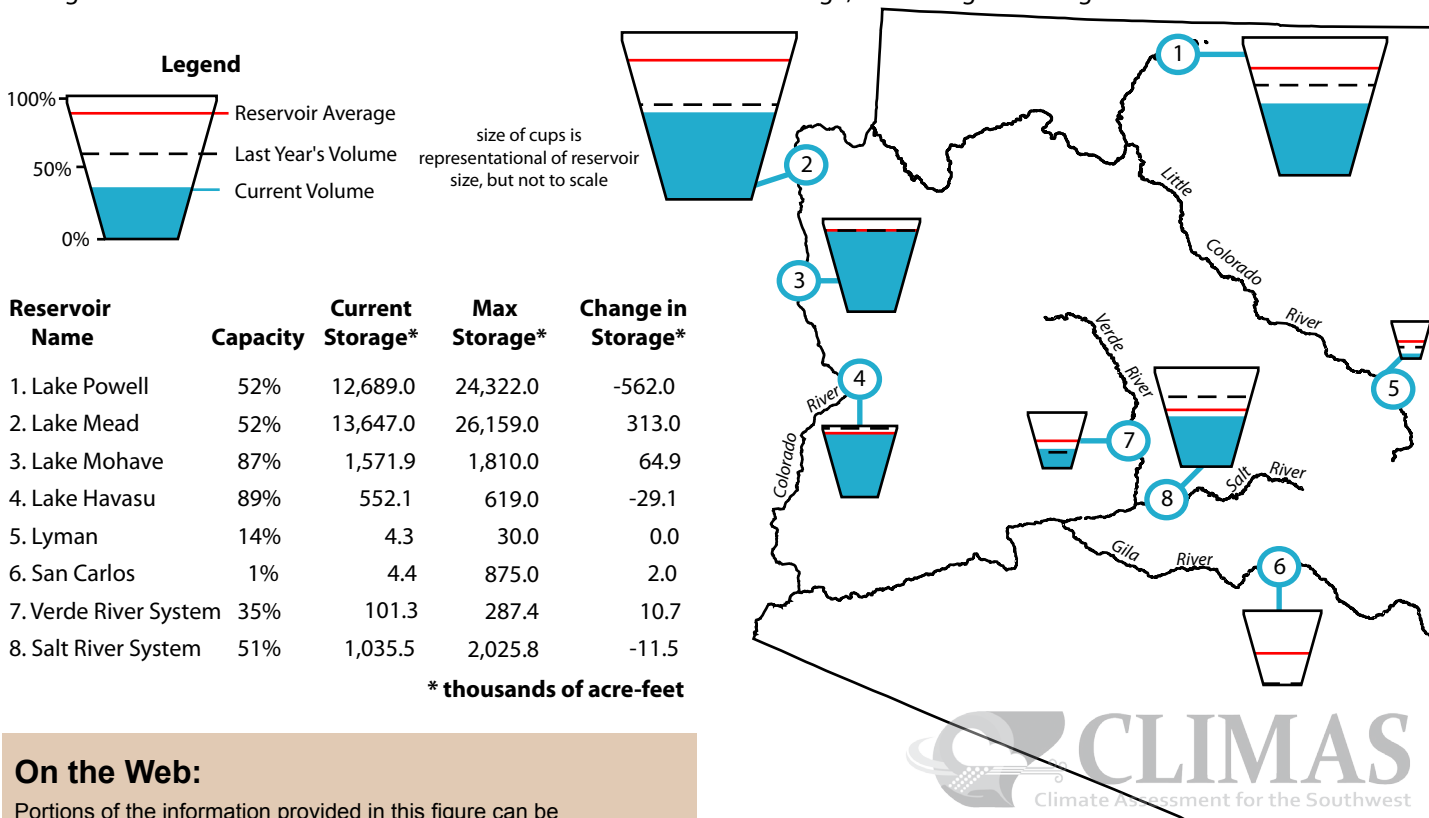 Legend
100%
Reservoir Average
Last Year's Volume
50%
Current Volume
0%
size of cups is
representational of reservoir
size, but not to scale
Reservoir Name Capacity Current Storage* Max Storage* Change in Storage*
1. Lake Powell 52% 12,689.0 24,322.0 -562.0
2. Lake Mead 52% 13,647.0 26,159.0 313.0
3. Lake Mohave 87% 1,571.9 1,810.0 64.9
4. Lake Havasu 89% 552.1 619.0 -29.1
5. Lyman 14% 4.3 30.0 0.0
6. San Carlos 1% 4.4 875.0 2.0
7. Verde River System 35% 101.3 287.4 10.7
8. Salt River System 51% 1,035.5 2,025.8 -11.5
* thousands of acre-feet
1
2
3
4
5
6
7
8
Little
Colorado
River
Verde
River
Colorado
River
Salt
River
Gila
River
CLIMAS
Climate Assessment for the Southwest
On the Web:
Portions of the information provided in this figure can be